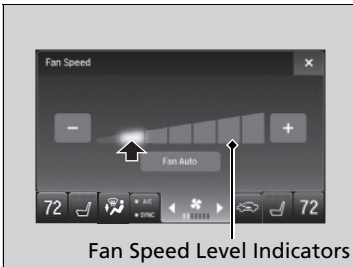 Fan Speed ×
− +
Fan Auto
72 A/C SYNC 72
Fan Speed Level Indicators